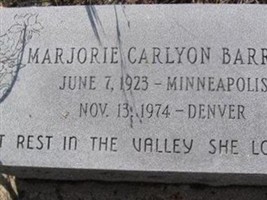 MARJORIE CARLYON BARR
JUNE 7, 1923 - MINNEAPOLIS
NOV. 13, 1974 - DENVER
T REST IN THE VALLEY SHE LO